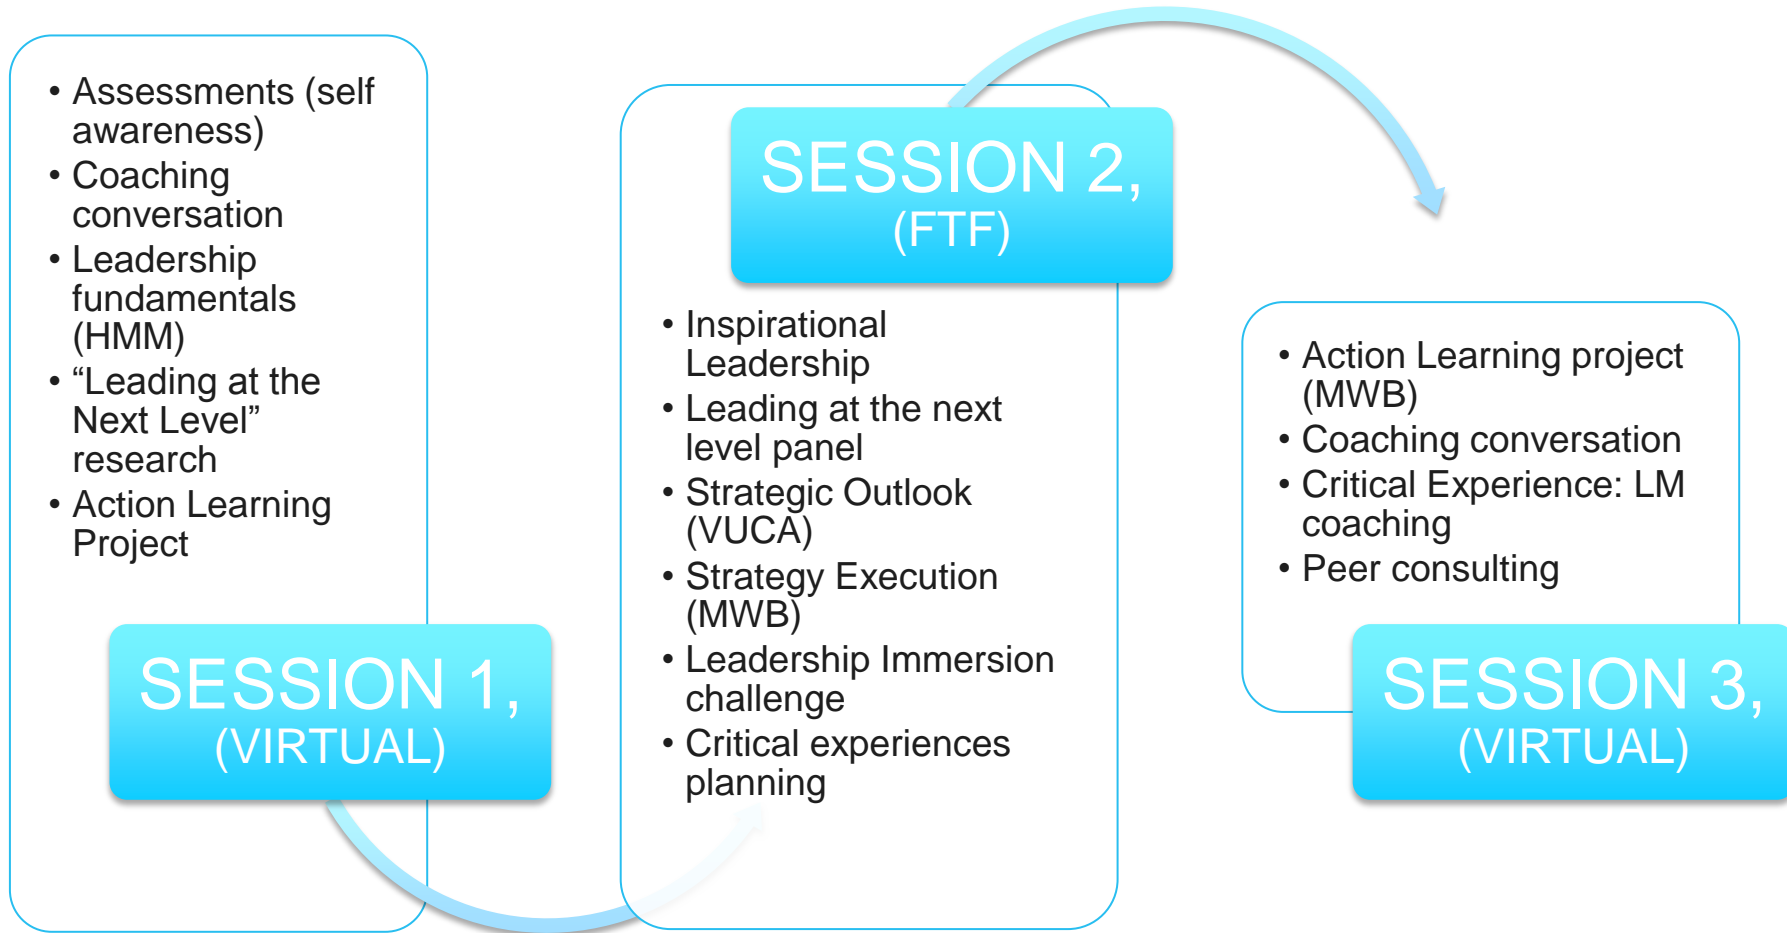 • Assessments (self
awareness)
• Coaching
conversation
• Leadership
fundamentals
(HMM)
• “Leading at the
Next Level”
research
• Action Learning
Project
SESSION 1,
(VIRTUAL)
SESSION 2,
(FTF)
• Inspirational
Leadership
• Leading at the next
level panel
• Strategic Outlook
(VUCA)
• Strategy Execution
(MWB)
• Leadership Immersion
challenge
• Critical experiences
planning
• Action Learning project
(MWB)
• Coaching conversation
• Critical Experience: LM
coaching
• Peer consulting
SESSION 3,
(VIRTUAL)